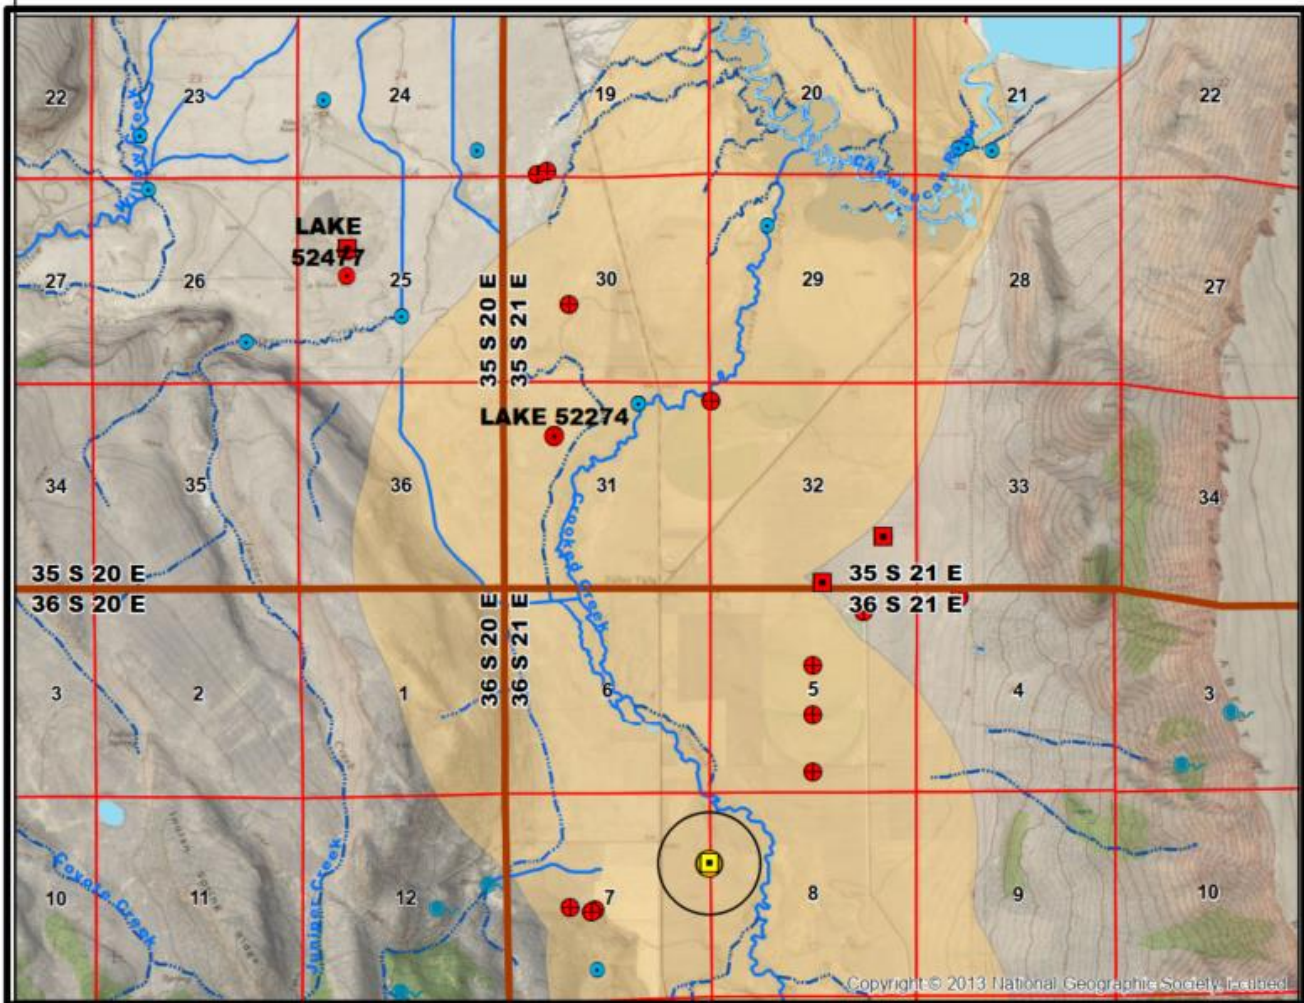 22
23
24
19
20
21
22
Willow Creek
Chewaucan R
LAKE
52477
27
26
25
30
29
28
27
35 S 20 E
35 S 21 E
LAKE 52274
34
35
36
31
32
33
34
Crooked Creek
35 S 20 E
36 S 20 E
35 S 21 E
36 S 21 E
36 S 20 E
36 S 21 E
3
2
1
6
5
4
3
Creek
Coyote Creek
Juniper Creek
10
11
12
7
8
9
10
Copyright © 2013 National Geographic Society, i-cubed